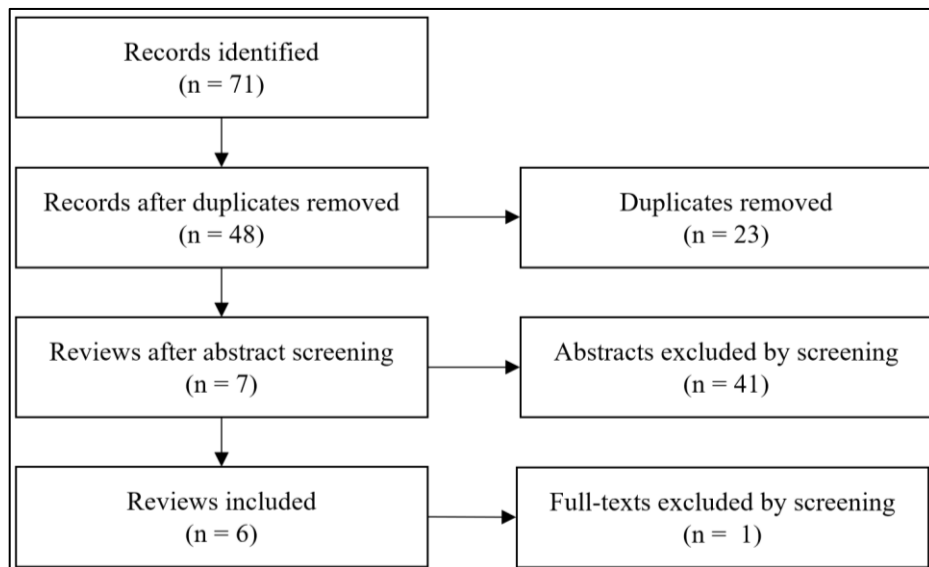 Records identified
(n = 71)
Records after duplicates removed
(n = 48)
Duplicates removed
(n = 23)
Reviews after abstract screening
(n = 7)
Abstracts excluded by screening
(n = 41)
Reviews included
(n = 6)
Full-texts excluded by screening
(n =  1)